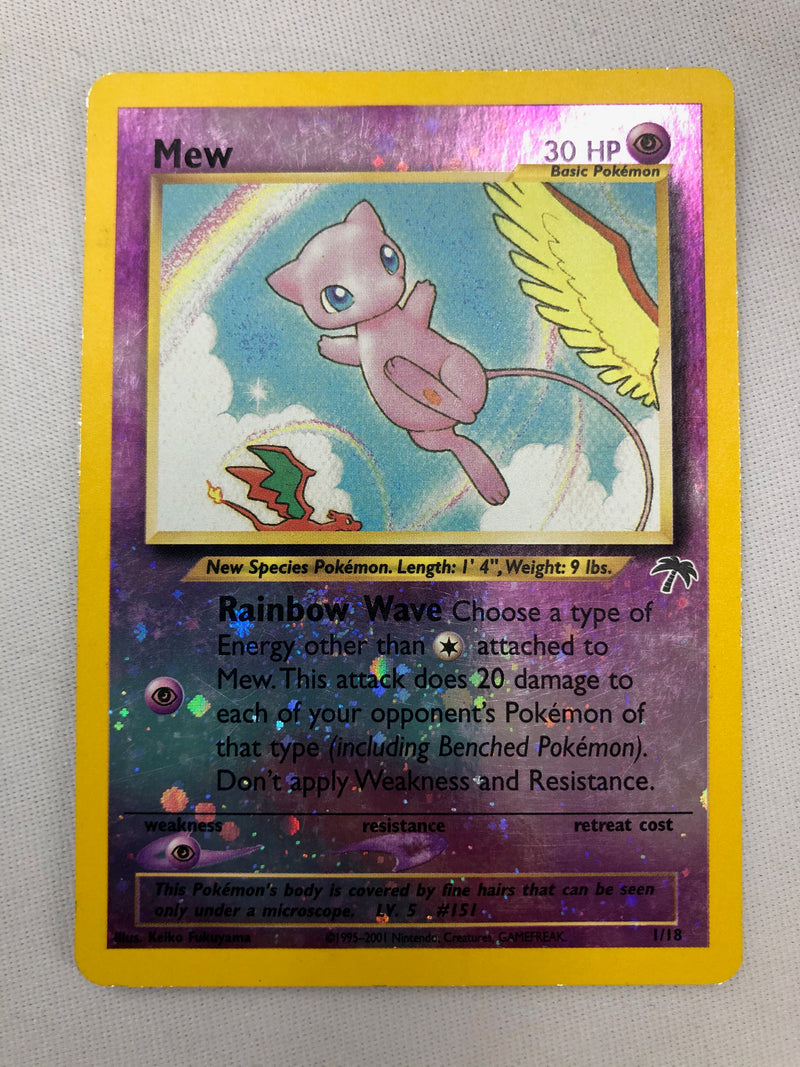 Mew
30 HP
Basic Pokémon
New Species Pokémon. Length: 1' 4", Weight: 9 lbs.
Rainbow Wave Choose a type of
Energy other than attached to
Mew. This attack does 20 damage to
each of your opponent's Pokémon of
that type (including Benched Pokémon).
Don't apply Weakness and Resistance.
weakness resistance retreat cost
This Pokémon's body is covered by fine hairs that can be seen
only under a microscope. LV. 5 #151
Illus. Keiko Fukuyama ©1995–2001 Nintendo, Creatures, GAMEFREAK. 1/18